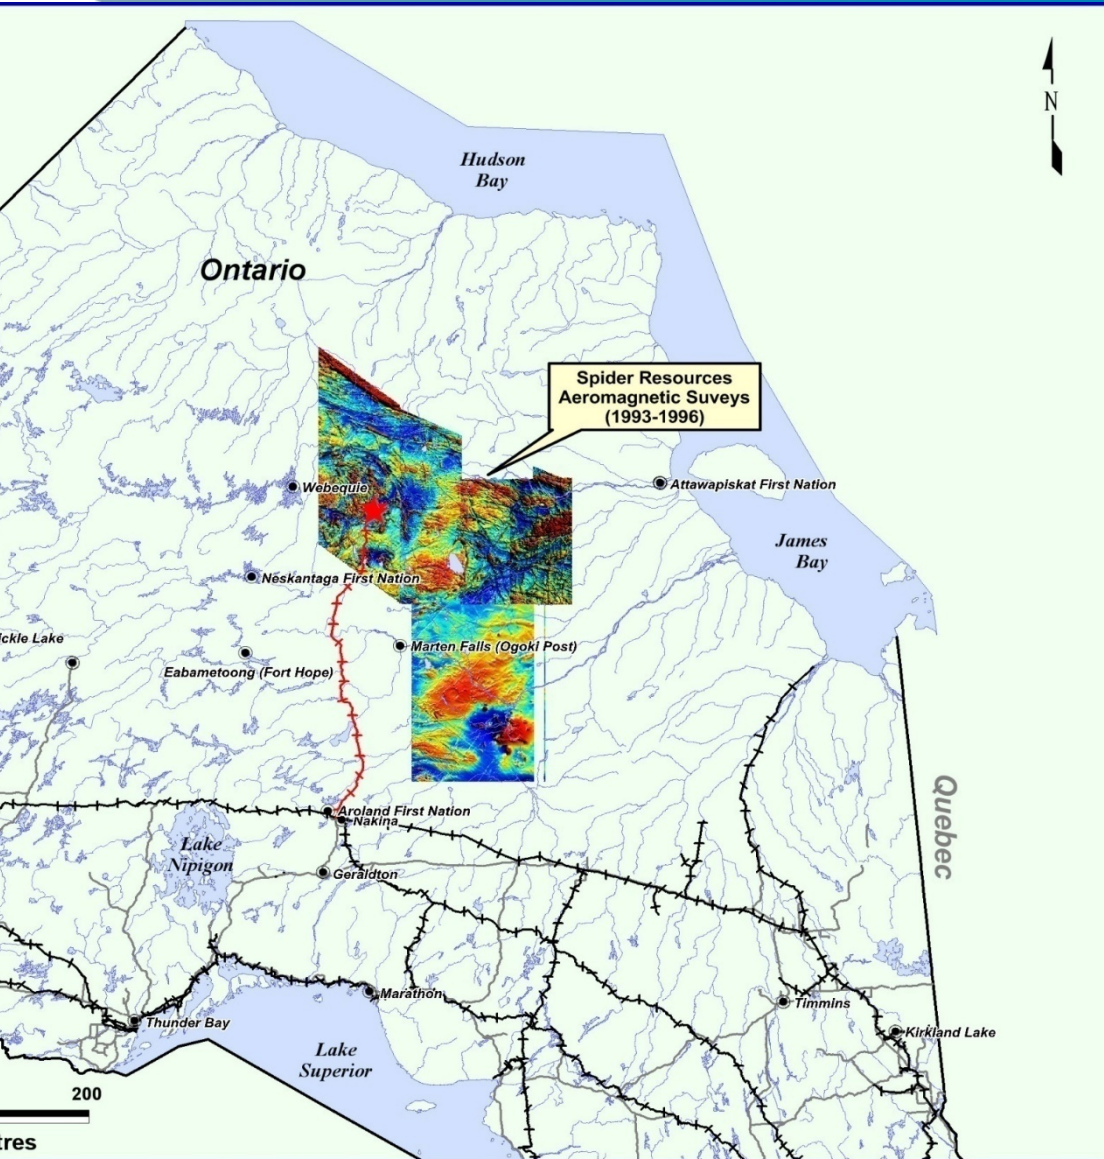 Hudson
Bay
N
Ontario
Spider Resources
Aeromagnetic Suveys
(1993-1996)
Webequie
Attawapiskat First Nation
James
Bay
Neskantaga First Nation
ickle Lake
Marten Falls (Ogoki Post)
Eabametoong (Fort Hope)
Quebec
Aroland First Nation
Nakina
Lake
Nipigon
Geraldton
Marathon
Timmins
Thunder Bay
Kirkland Lake
Lake
Superior
200
tres